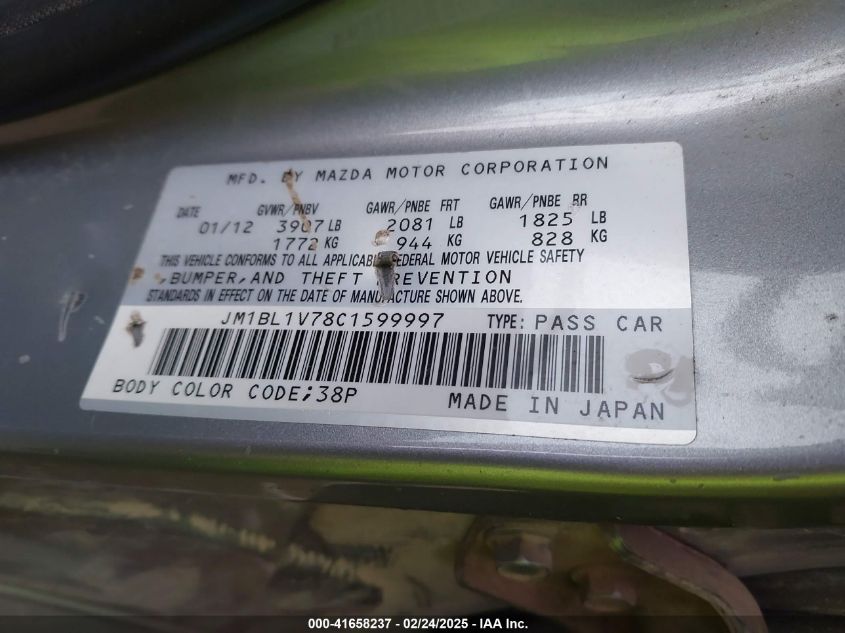 MFD. BY MAZDA MOTOR CORPORATION
DATE GVWR/PNBV GAWR/PNBE FRT GAWR/PNBE RR
01/12 3907 LB 2081 LB 1825 LB
1772 KG 944 KG 828 KG
THIS VEHICLE CONFORMS TO ALL APPLICABLE FEDERAL MOTOR VEHICLE SAFETY
,BUMPER,AND THEFT PREVENTION
STANDARDS IN EFFECT ON THE DATE OF MANUFACTURE SHOWN ABOVE.
JM1BL1V78C1599997 TYPE: PASS CAR
BODY COLOR CODE;38P
MADE IN JAPAN
000-41658237 - 02/24/2025 - IAA Inc.